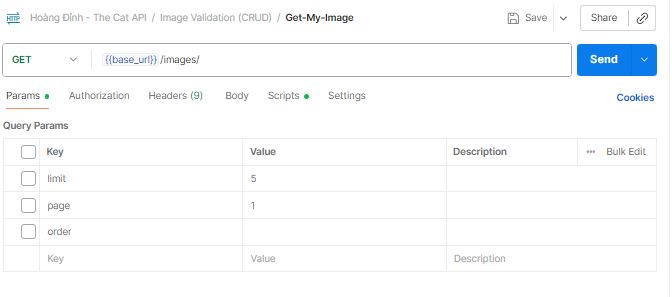 HTTP Hoàng Đỉnh - The Cat API / Image Validation (CRUD) / Get-My-Image Save Share
GET {{base_url}} /images/ Send
Params Authorization Headers (9) Body Scripts Settings Cookies
Query Params
Key Value Description ••• Bulk Edit
limit 5
page 1
order
Key Value Description